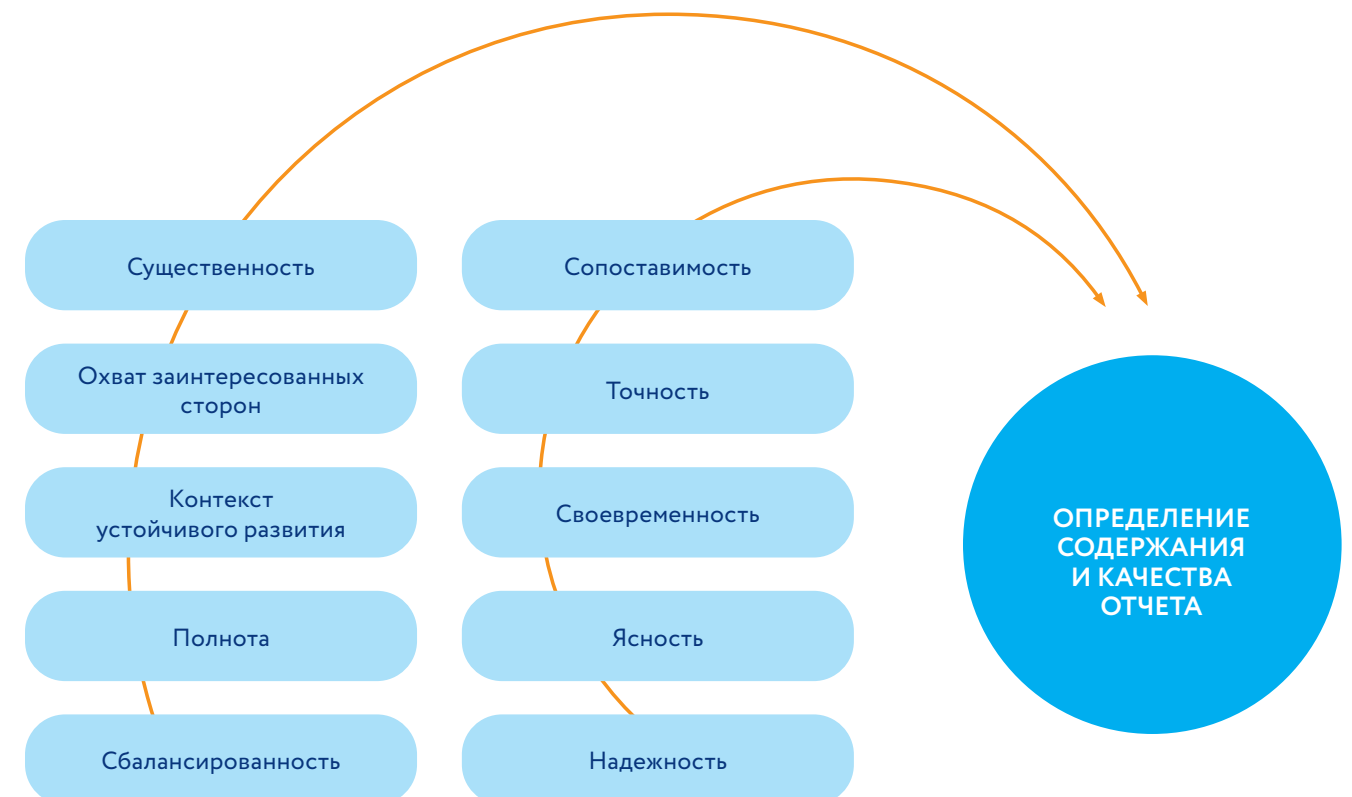 Существенность
Охват заинтересованных
сторон
Контекст
устойчивого развития
Полнота
Сбалансированность
Сопоставимость
Точность
Своевременность
Ясность
Надежность
ОПРЕДЕЛЕНИЕ
СОДЕРЖАНИЯ
И КАЧЕСТВА
ОТЧЕТА